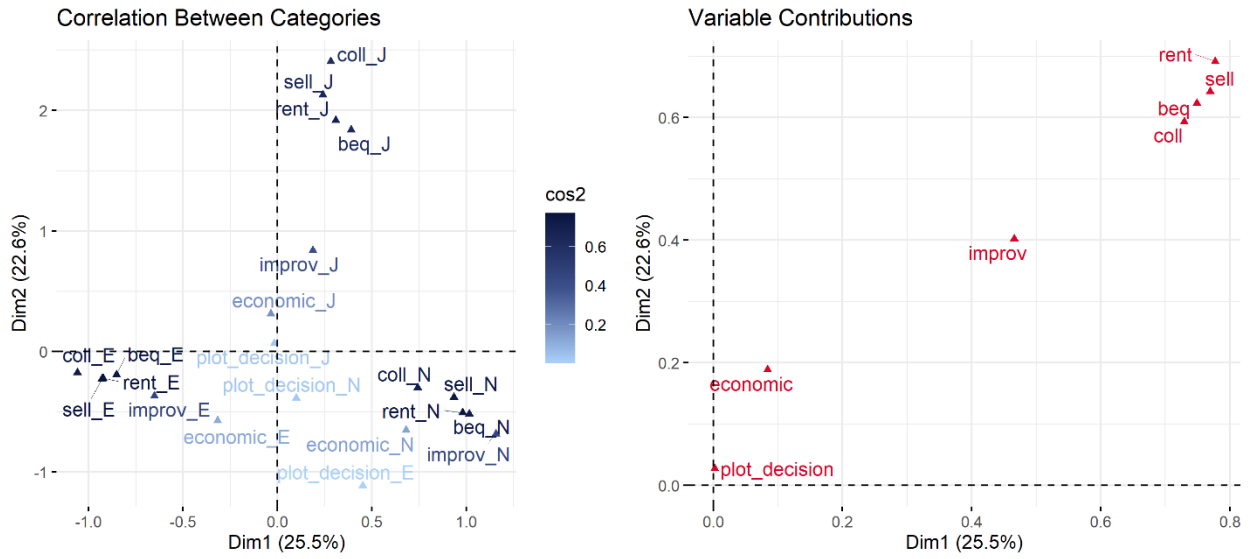 Correlation Between Categories
coll_J
sell_J
rent_J
beq_J
improv_J
economic_J
plot_decision_J
plot_decision_N
coll_E
beq_E
rent_E
sell_E
improv_E
economic_E
coll_N
sell_N
rent_N
beq_N
economic_N
improv_N
plot_decision_E
2
1
0
-1
-1.0
-0.5
0.0
0.5
1.0
Dim2 (22.6%)
Dim1 (25.5%)
cos2
0.6
0.4
0.2
Variable Contributions
rent
sell
beq
coll
improv
economic
plot_decision
0.6
0.4
0.2
0.0
0.0
0.2
0.4
0.6
0.8
Dim2 (22.6%)
Dim1 (25.5%)